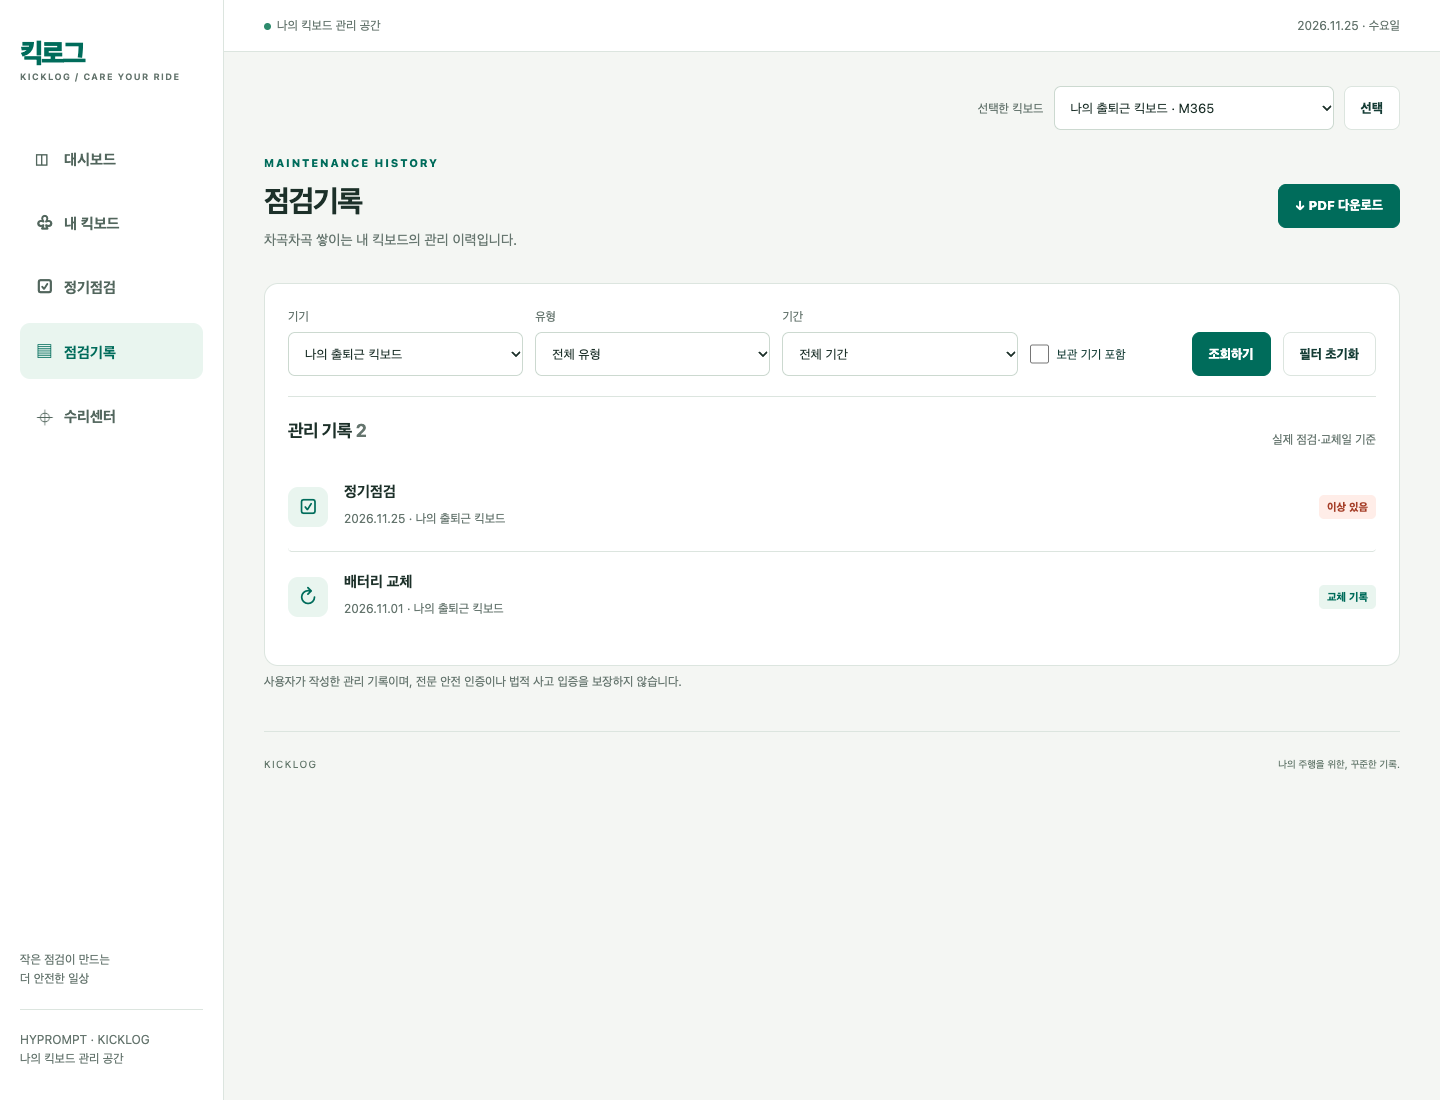 킥로그
KICKLOG / CARE YOUR RIDE
대시보드
내 킥보드
정기점검
점검기록
수리센터
작은 점검이 만드는
더 안전한 일상
HYPROMPT · KICKLOG
나의 킥보드 관리 공간
나의 킥보드 관리 공간
2026.11.25 · 수요일
선택한 킥보드
나의 출퇴근 킥보드 · M365
선택
MAINTENANCE HISTORY
점검기록
차곡차곡 쌓이는 내 킥보드의 관리 이력입니다.
↓ PDF 다운로드
기기
유형
기간
나의 출퇴근 킥보드
전체 유형
전체 기간
보관 기기 포함
조회하기
필터 초기화
관리 기록 2
실제 점검·교체일 기준
정기점검
2026.11.25 · 나의 출퇴근 킥보드
이상 있음
배터리 교체
2026.11.01 · 나의 출퇴근 킥보드
교체 기록
사용자가 작성한 관리 기록이며, 전문 안전 인증이나 법적 사고 입증을 보장하지 않습니다.
KICKLOG
나의 주행을 위한, 꾸준한 기록.